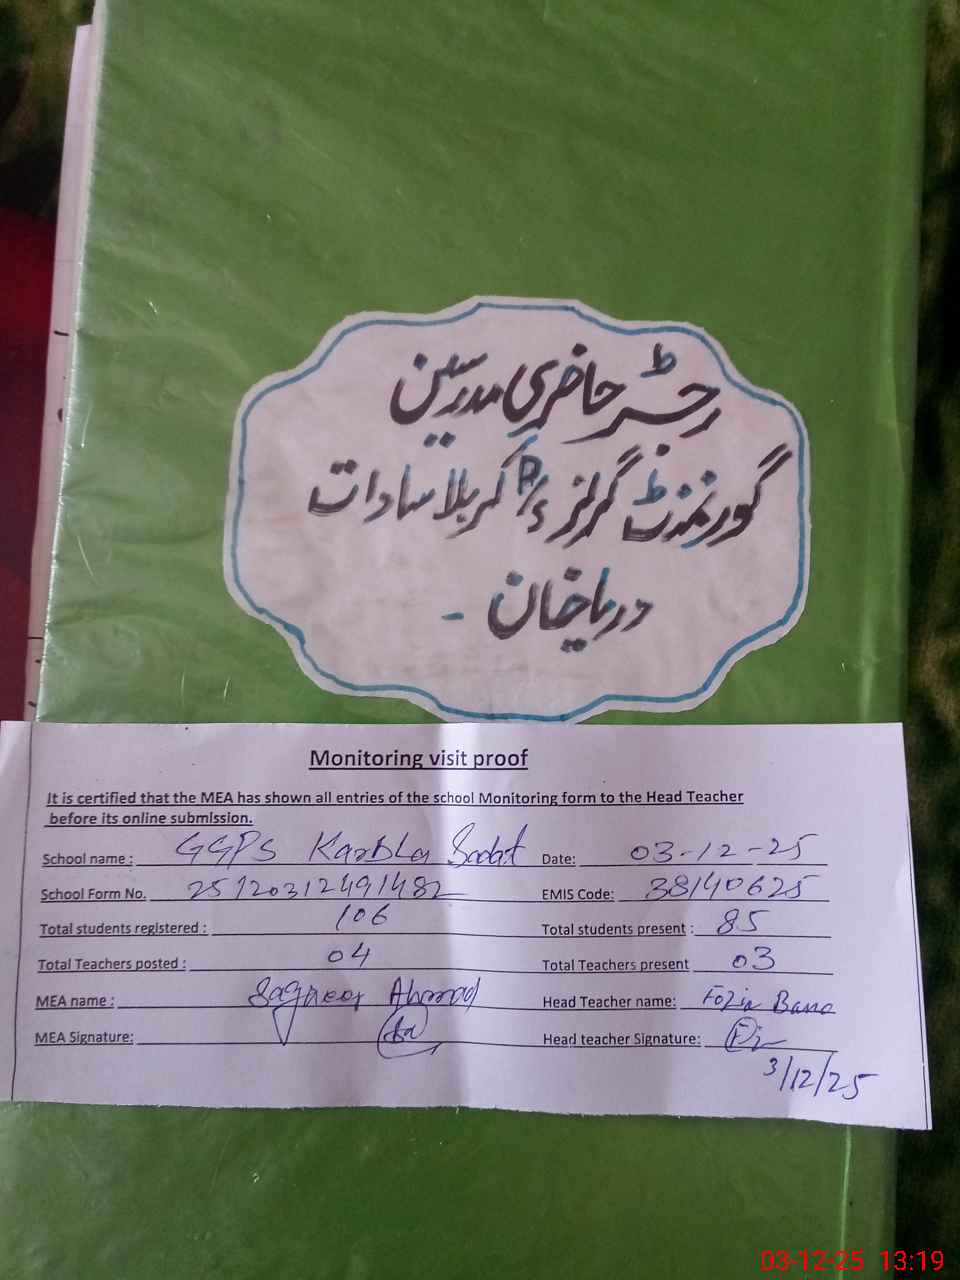 رجسٹر حاضری مدرسین
گورنمنٹ گرلز P/S کربلا سادات
دریاخان -
Monitoring visit proof
It is certified that the MEA has shown all entries of the school Monitoring form to the Head Teacher
before its online submission.
School name : GGPS Karbla Sadat Date: 03-12-25
School Form No. 25120312491482 EMIS Code: 38140625
Total students registered : 106 Total students present : 85
Total Teachers posted : 04 Total Teachers present 03
MEA name : Ahmad Head Teacher name: Fozia Bano
MEA Signature: Head teacher Signature:
3/12/25
03-12-25 13:19